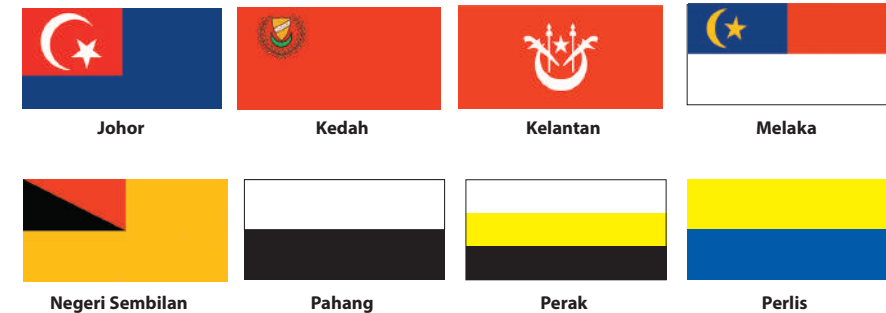 Johor Kedah Kelantan Melaka
Negeri Sembilan Pahang Perak Perlis